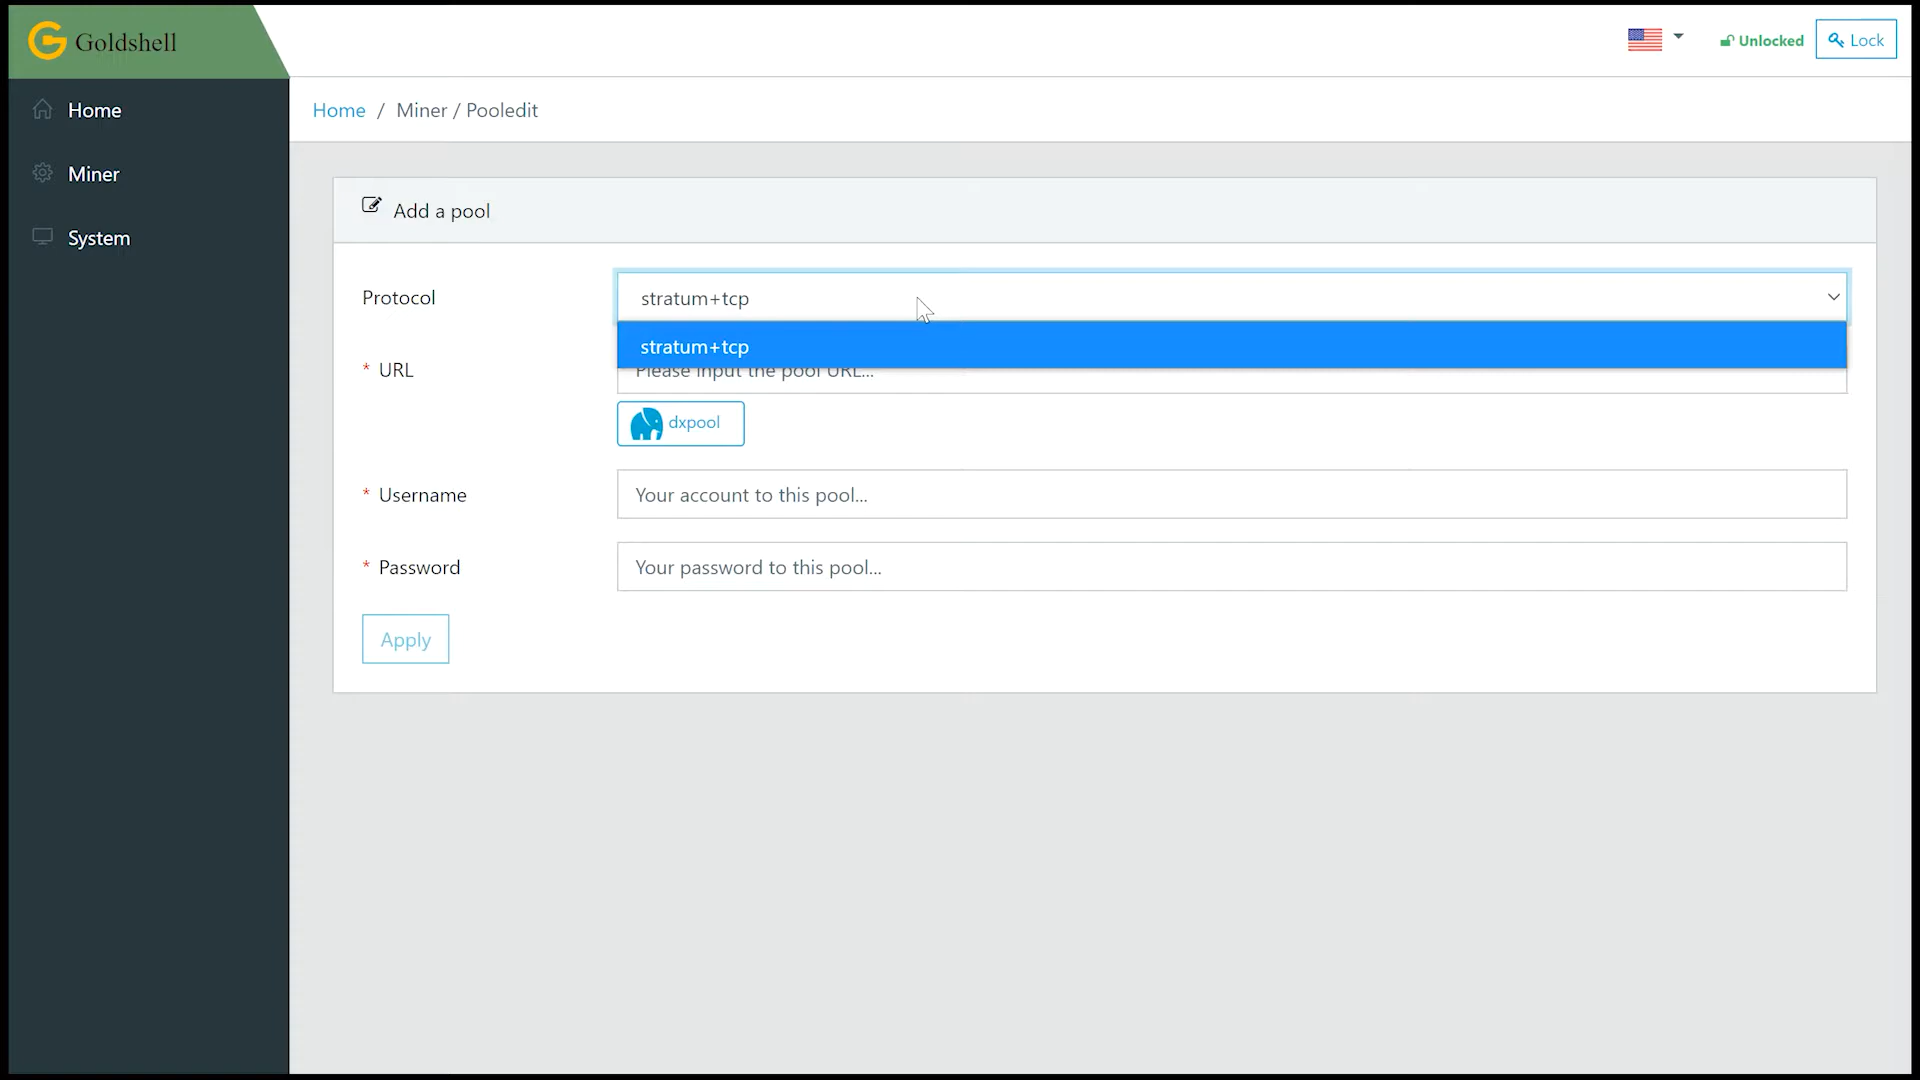 Goldshell
Unlocked
Lock
Home
Miner
System
Home / Miner / Pooledit
Add a pool
Protocol
stratum+tcp
stratum+tcp
* URL
Please input the pool URL...
dxpool
* Username
Your account to this pool...
* Password
Your password to this pool...
Apply